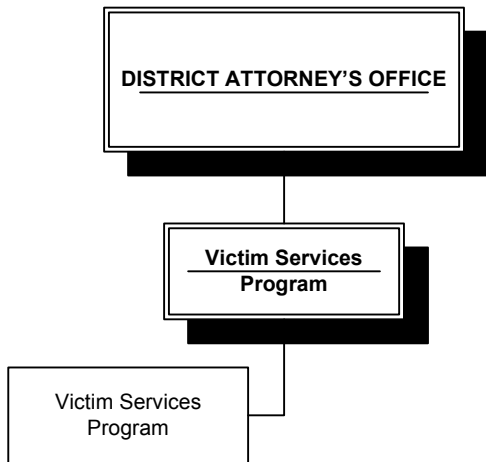 DISTRICT ATTORNEY’S OFFICE
Victim Services
Program
Victim Services
Program